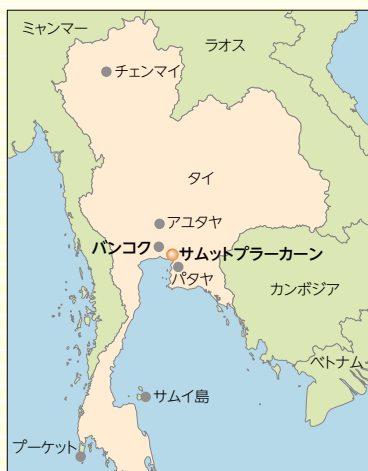 ミャンマー
ラオス
チェンマイ
タイ
アユタヤ
バンコク
サムットプラーカーン
パタヤ
カンボジア
ベトナム
サムイ島
プーケット